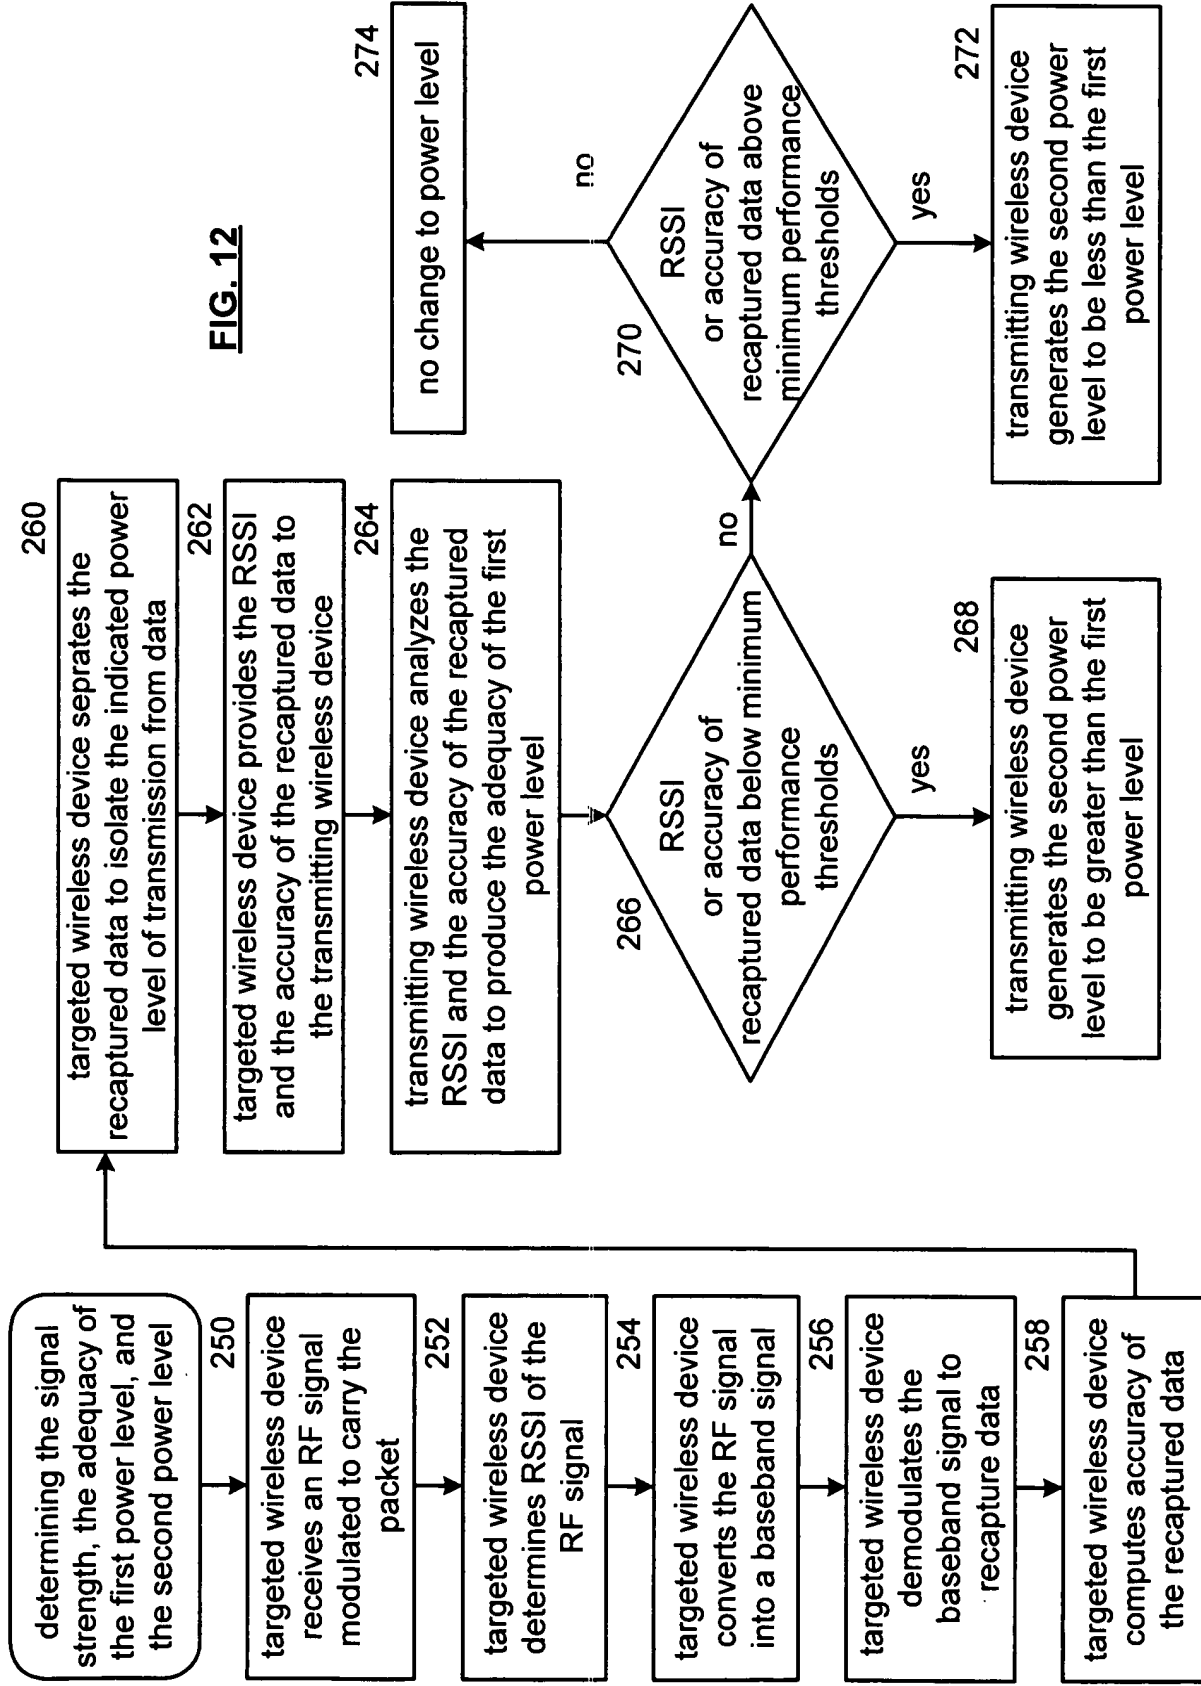 determining the signal
strength, the adequacy of
the first power level, and
the second power level
250
targeted wireless device
receives an RF signal
modulated to carry the
packet
252
targeted wireless device
determines RSSI of the
RF signal
254
targeted wireless device
converts the RF signal
into a baseband signal
256
targeted wireless device
demodulates the
baseband signal to
recapture data
258
targeted wireless device
computes accuracy of
the recaptured data
260
targeted wireless device seprates the
recaptured data to isolate the indicated power
level of transmission from data
262
targeted wireless device provides the RSSI
and the accuracy of the recaptured data to
the transmitting wireless device
264
transmitting wireless device analyzes the
RSSI and the accuracy of the recaptured
data to produce the adequacy of the first
power level
266
RSSI
or accuracy of
recaptured data below minimum
performance
thresholds
no
yes
268
transmitting wireless device
generates the second power
level to be greater than the first
power level
FIG. 12
274
no change to power level
no
270
RSSI
or accuracy of
recaptured data above
minimum performance
thresholds
yes
272
transmitting wireless device
generates the second power
level to be less than the first
power level